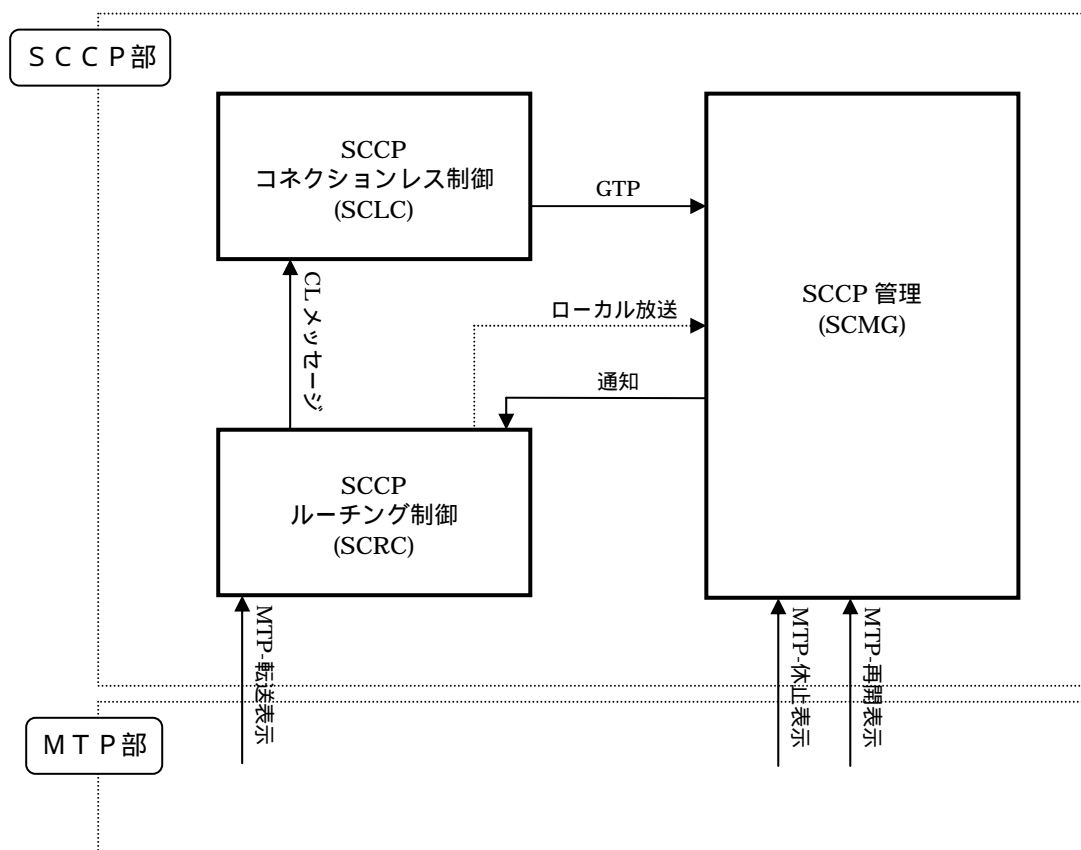 ＳＣＣＰ部
SCCP
コネクションレス制御
(SCLC)
GTP
SCCP 管理
(SCMG)
CL メッセージ
ローカル放送
通知
SCCP
ルーチング制御
(SCRC)
MTP-転送表示
MTP-休止表示
MTP-再開表示
ＭＴＰ部